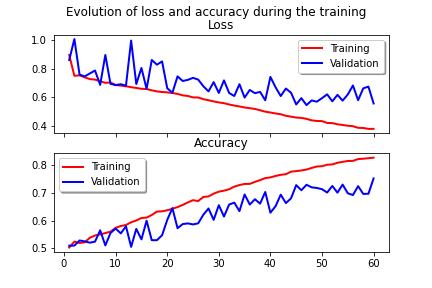 Evolution of loss and accuracy during the training
Loss
1.0
0.8
0.6
0.4
Training
Validation
Accuracy
0.8
0.7
0.6
0.5
Training
Validation
0 10 20 30 40 50 60